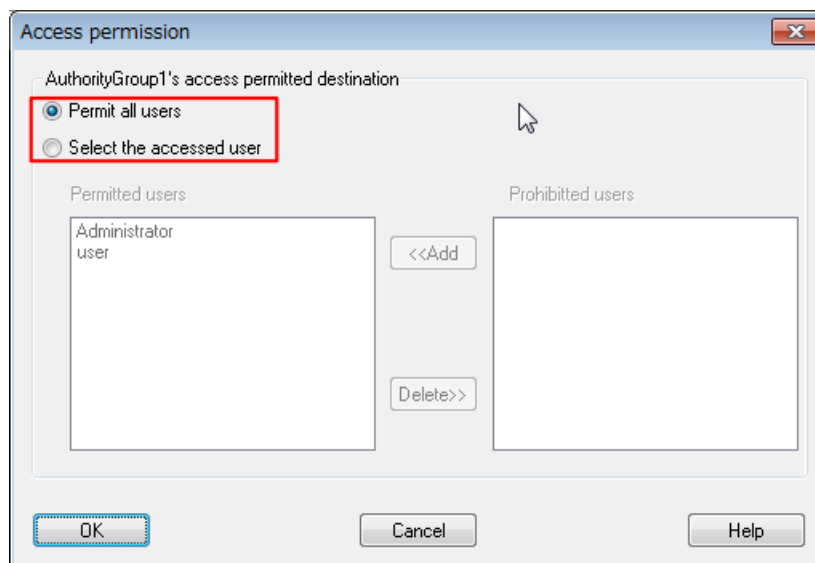 Access permission
AuthorityGroup1's access permitted destination
Permit all users
Select the accessed user
Permitted users
Prohibitted users
Administrator
user
<<Add
Delete>>
OK
Cancel
Help